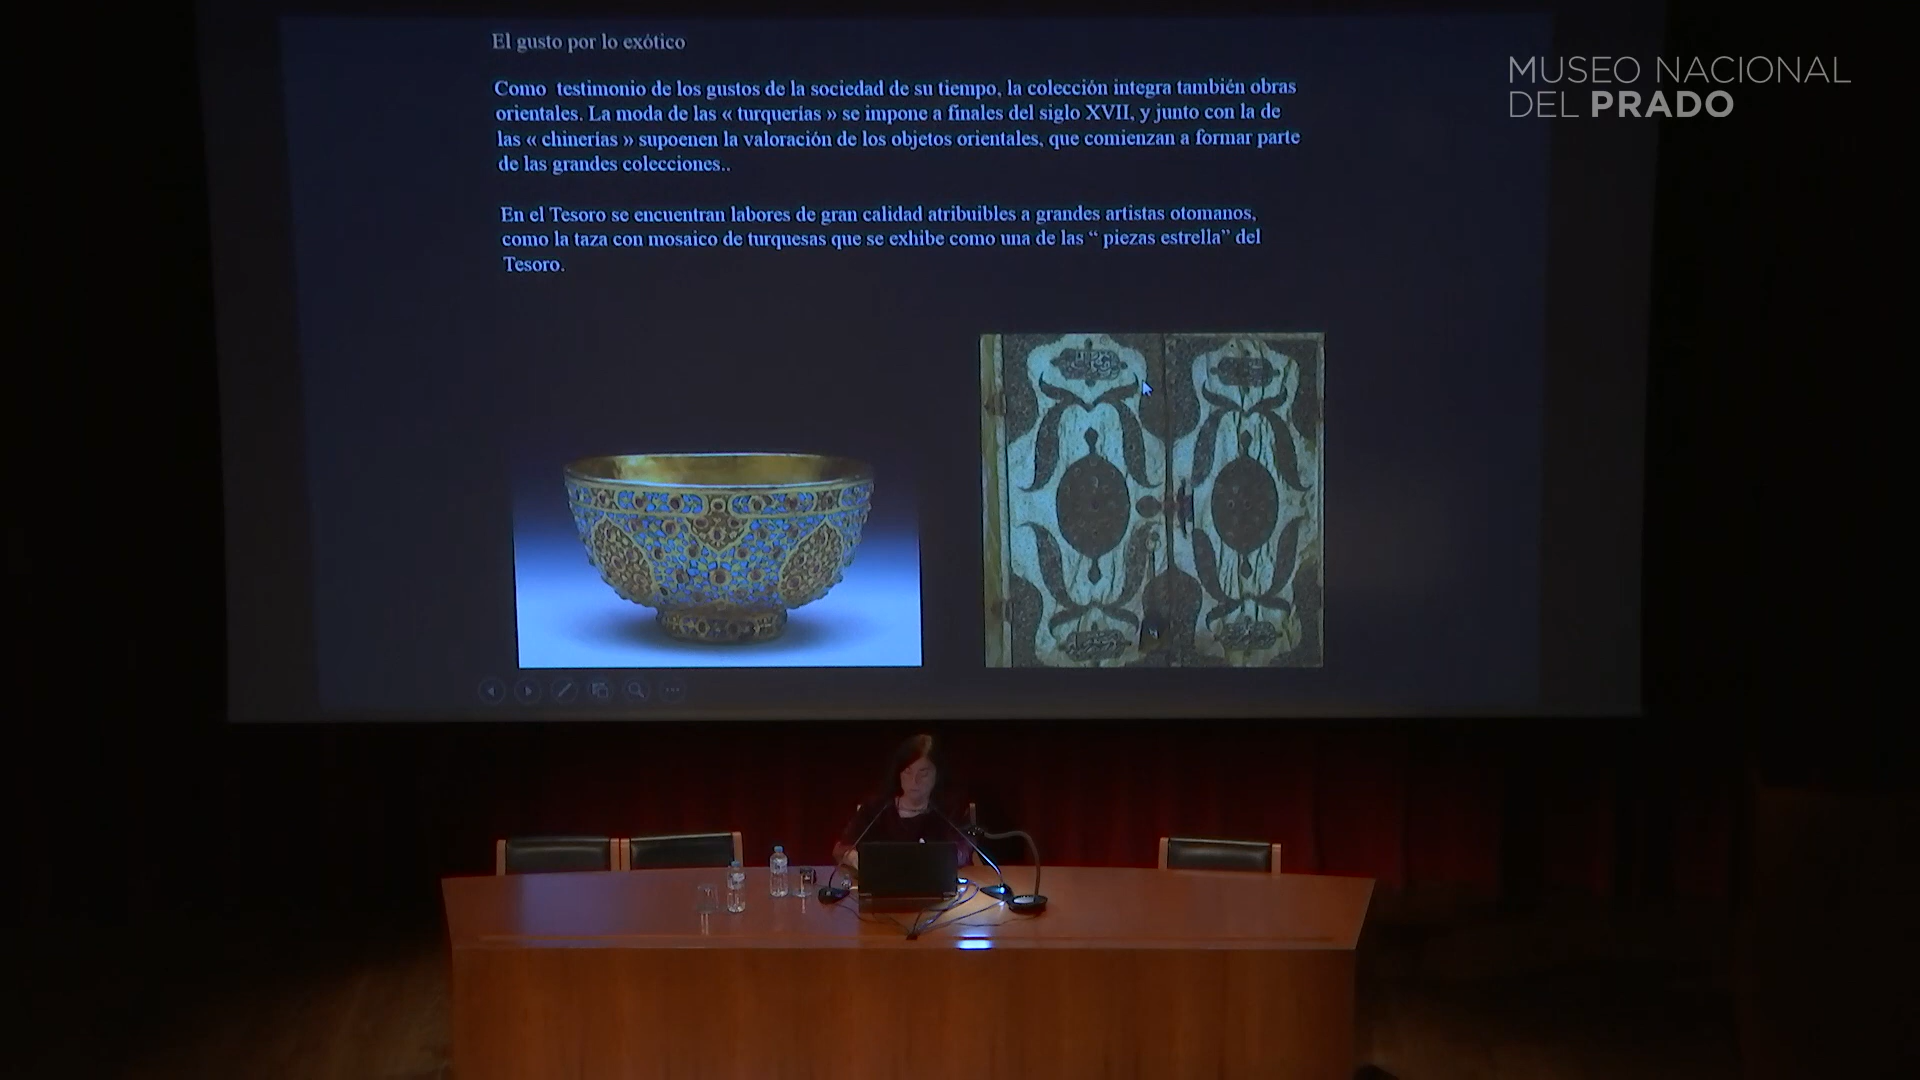 El gusto por lo exótico
MUSEO NACIONAL
DEL PRADO
Como testimonio de los gustos de la sociedad de su tiempo, la colección integra también obras
orientales. La moda de las « turquerías » se impone a finales del siglo XVII, y junto con la de
las « chinerías » supoenen la valoración de los objetos orientales, que comienzan a formar parte
de las grandes colecciones..
En el Tesoro se encuentran labores de gran calidad atribuibles a grandes artistas otomanos,
como la taza con mosaico de turquesas que se exhibe como una de las “ piezas estrella” del
Tesoro.